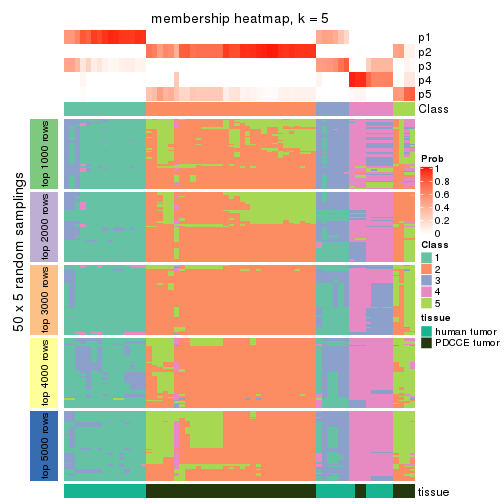 membership heatmap, k = 5
p1
p2
p3
p4
p5
Class
50 x 5 random samplings
top 1000 rows
top 2000 rows
top 3000 rows
top 4000 rows
top 5000 rows
tissue
Prob
1
0.8
0.6
0.4
0.2
0
Class
1
2
3
4
5
tissue
human tumor
PDCCE tumor